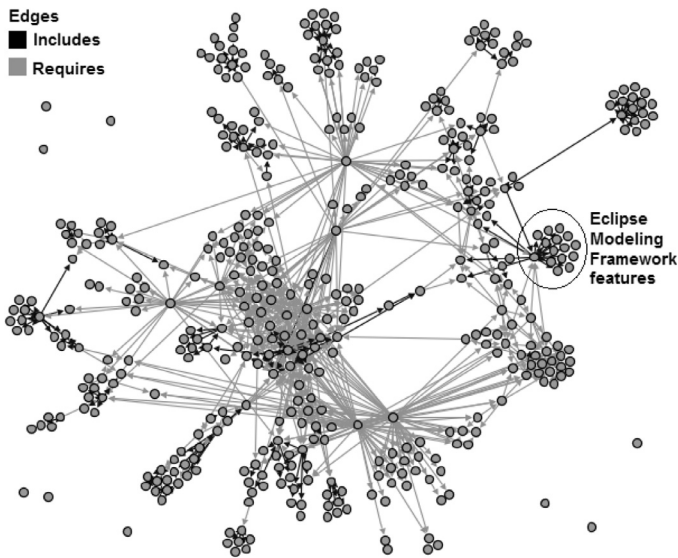 Edges
Includes
Requires
Eclipse
Modeling
Framework
features